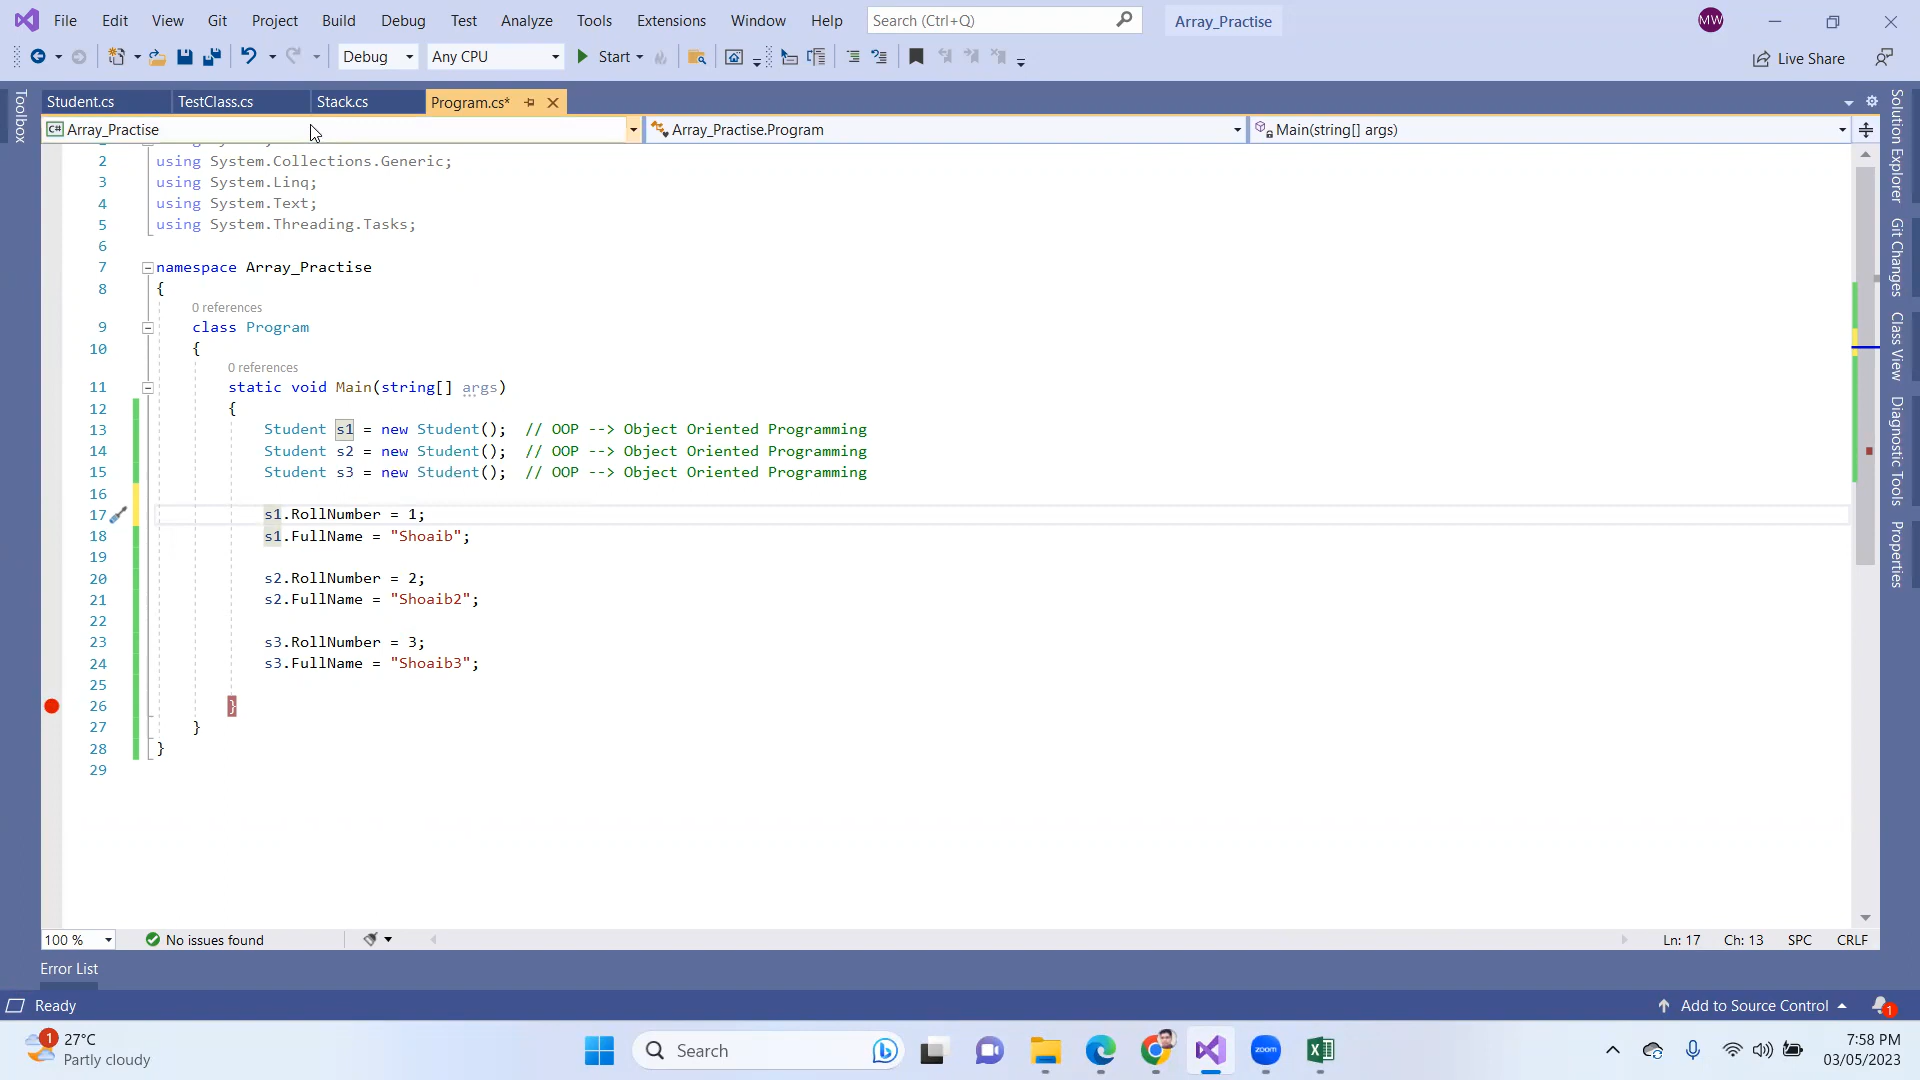 File Edit View Git Project Build Debug Test Analyze Tools Extensions Window Help Search (Ctrl+Q) Array_Practise MW
Debug Any CPU Start Live Share
Student.cs TestClass.cs Stack.cs Program.cs*
C# Array_Practise Array_Practise.Program Main(string[] args)
Toolbox
Solution Explorer
Git Changes
Class View
Diagnostic Tools
Properties
2 using System.Collections.Generic;
3 using System.Linq;
4 using System.Text;
5 using System.Threading.Tasks;
6
7 namespace Array_Practise
8 {
0 references
9 class Program
10 {
0 references
11 static void Main(string[] args)
12 {
13 Student s1 = new Student(); // OOP --> Object Oriented Programming
14 Student s2 = new Student(); // OOP --> Object Oriented Programming
15 Student s3 = new Student(); // OOP --> Object Oriented Programming
16
17 s1.RollNumber = 1;
18 s1.FullName = "Shoaib";
19
20 s2.RollNumber = 2;
21 s2.FullName = "Shoaib2";
22
23 s3.RollNumber = 3;
24 s3.FullName = "Shoaib3";
25
26 }
27 }
28 }
29
100 % No issues found Ln: 17 Ch: 13 SPC CRLF
Error List
Ready Add to Source Control 1
1 27°C
Partly cloudy
Search
zoom
7:58 PM
03/05/2023